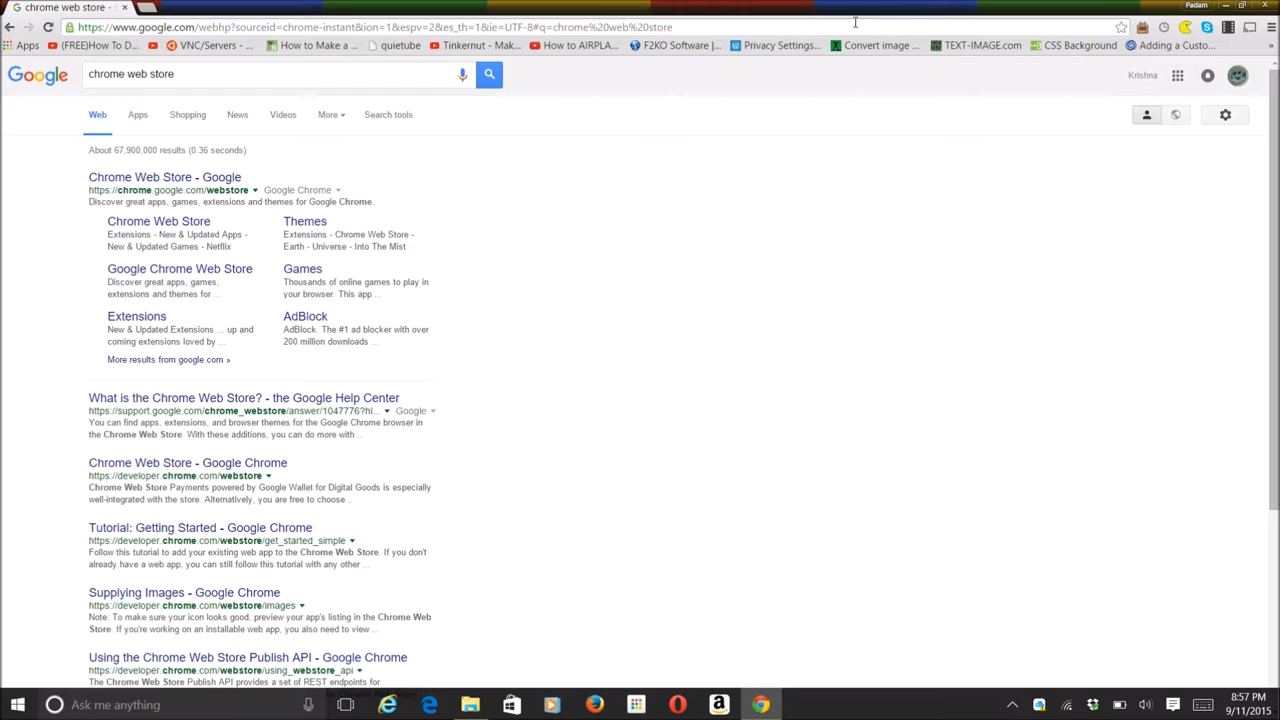 chrome web store -
Padam
https://www.google.com/webhp?sourceid=chrome-instant&ion=1&espv=2&es_th=1&ie=UTF-8#q=chrome%20web%20store
Apps
(FREE)How To D...
VNC/Servers - ...
How to Make a ...
quietube
Tinkernut - Maki...
How to AIRPLA...
F2KO Software |...
Privacy Settings...
Convert image ...
TEXT-IMAGE.com
CSS Background
Adding a Custo...
Google
chrome web store
Krishna
Web
Apps
Shopping
News
Videos
More
Search tools
About 67,900,000 results (0.36 seconds)
Chrome Web Store - Google
https://chrome.google.com/webstore Google Chrome
Discover great apps, games, extensions and themes for Google Chrome.
Chrome Web Store
Extensions - New & Updated Apps -
New & Updated Games - Netflix
Themes
Extensions - Chrome Web Store -
Earth - Universe - Into The Mist
Google Chrome Web Store
Discover great apps, games,
extensions and themes for ...
Games
Thousands of online games to play in
your browser. This app ...
Extensions
New & Updated Extensions ... up and
coming extensions loved by ...
AdBlock
AdBlock. The #1 ad blocker with over
200 million downloads ...
More results from google.com »
What is the Chrome Web Store? - the Google Help Center
https://support.google.com/chrome_webstore/answer/1047776?hl... Google
You can find apps, extensions, and browser themes for the Google Chrome browser in
the Chrome Web Store. With these additions, you can do more with ..
Chrome Web Store - Google Chrome
https://developer.chrome.com/webstore
Chrome Web Store Payments powered by Google Wallet for Digital Goods is especially
well-integrated with the store. Alternatively, you are free to choose ..
Tutorial: Getting Started - Google Chrome
https://developer.chrome.com/webstore/get_started_simple
Follow this tutorial to add your existing web app to the Chrome Web Store. If you don't
already have a web app, you can still follow this tutorial with any other ...
Supplying Images - Google Chrome
https://developer.chrome.com/webstore/images
Note: To make sure your icon looks good, preview your app's listing in the Chrome Web
Store. If you're working on an installable web app, you also need to view ...
Using the Chrome Web Store Publish API - Google Chrome
https://developer.chrome.com/webstore/using_webstore_api
The Chrome Web Store Publish API provides a set of REST endpoints for
Ask me anything
8:57 PM
9/11/2015